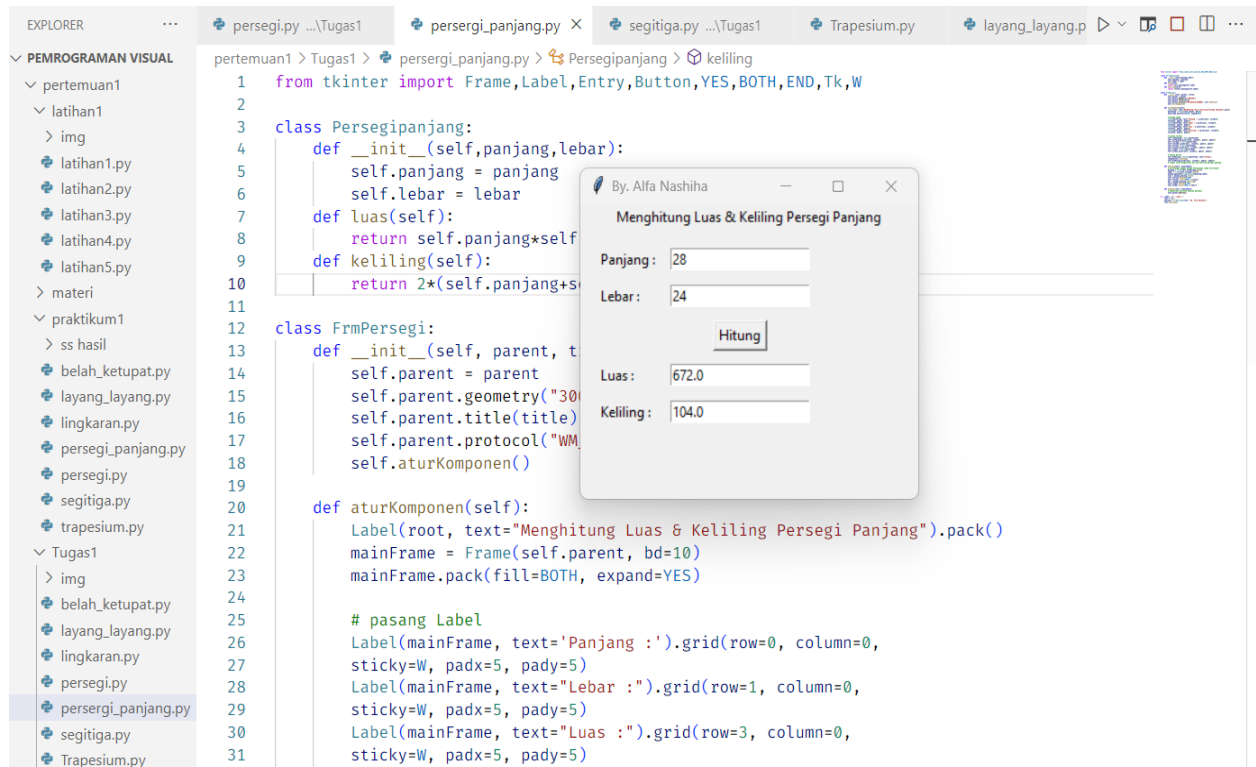 EXPLORER ···
PEMROGRAMAN VISUAL
pertemuan1
latihan1
img
latihan1.py
latihan2.py
latihan3.py
latihan4.py
latihan5.py
materi
praktikum1
ss hasil
belah_ketupat.py
layang_layang.py
lingkaran.py
persegi_panjang.py
persegi.py
segitiga.py
trapesium.py
Tugas1
img
belah_ketupat.py
layang_layang.py
lingkaran.py
persegi.py
persergi_panjang.py
segitiga.py
Trapesium.py
persegi.py ...\Tugas1 persergi_panjang.py segitiga.py ...\Tugas1 Trapesium.py layang_layang.p
pertemuan1 > Tugas1 > persergi_panjang.py > Persegipanjang > keliling
1 from tkinter import Frame,Label,Entry,Button,YES,BOTH,END,Tk,W
2
3 class Persegipanjang:
4 def __init__(self,panjang,lebar):
5 self.panjang = panjang
6 self.lebar = lebar
7 def luas(self):
8 return self.panjang*self
9 def keliling(self):
10 return 2*(self.panjang+s
11
12 class FrmPersegi:
13 def __init__(self, parent, t
14 self.parent = parent
15 self.parent.geometry("30
16 self.parent.title(title)
17 self.parent.protocol("WM_
18 self.aturKomponen()
19
20 def aturKomponen(self):
21 Label(root, text="Menghitung Luas & Keliling Persegi Panjang").pack()
22 mainFrame = Frame(self.parent, bd=10)
23 mainFrame.pack(fill=BOTH, expand=YES)
24
25 # pasang Label
26 Label(mainFrame, text='Panjang :').grid(row=0, column=0,
27 sticky=W, padx=5, pady=5)
28 Label(mainFrame, text="Lebar :").grid(row=1, column=0,
29 sticky=W, padx=5, pady=5)
30 Label(mainFrame, text="Luas :").grid(row=3, column=0,
31 sticky=W, padx=5, pady=5)
By. Alfa Nashiha
Menghitung Luas & Keliling Persegi Panjang
Panjang : 28
Lebar : 24
Hitung
Luas : 672.0
Keliling : 104.0